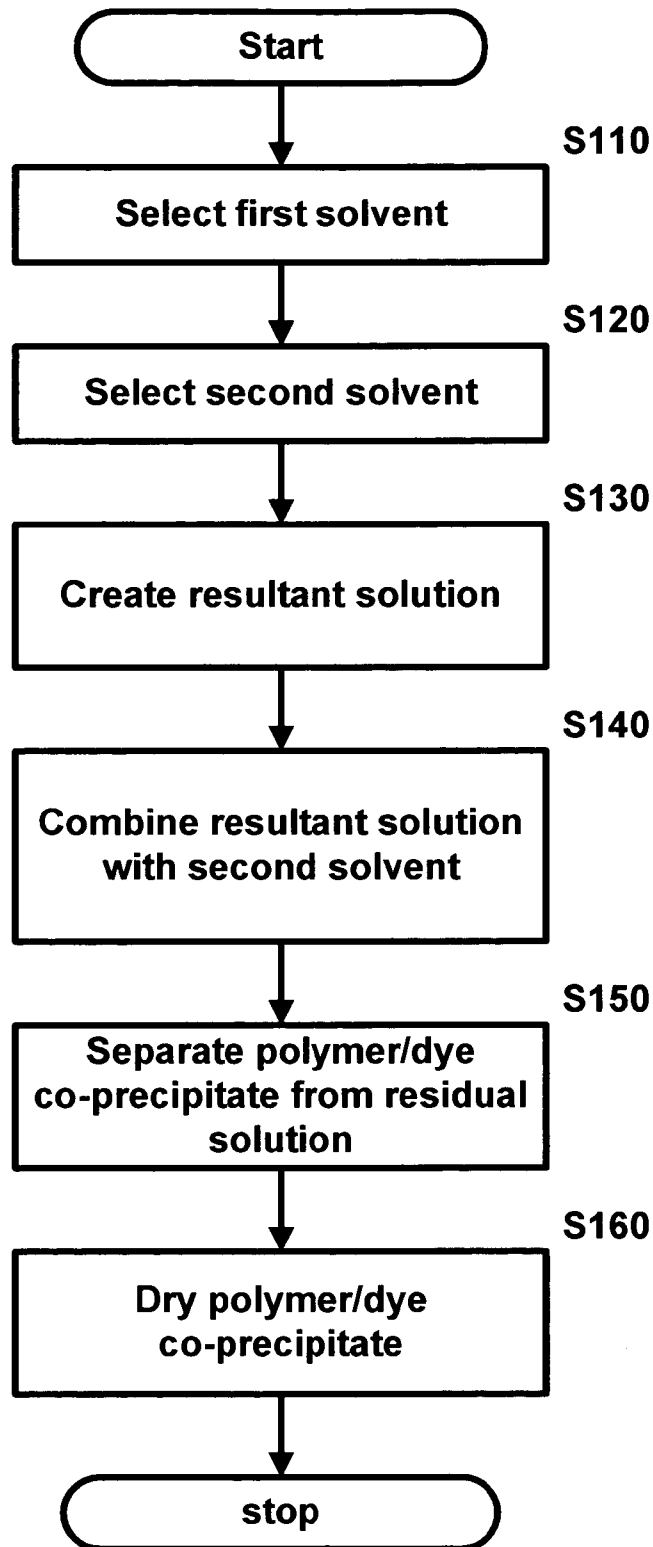 Start
S110
Select first solvent
S120
Select second solvent
S130
Create resultant solution
S140
Combine resultant solution
with second solvent
S150
Separate polymer/dye
co-precipitate from residual
solution
S160
Dry polymer/dye
co-precipitate
stop